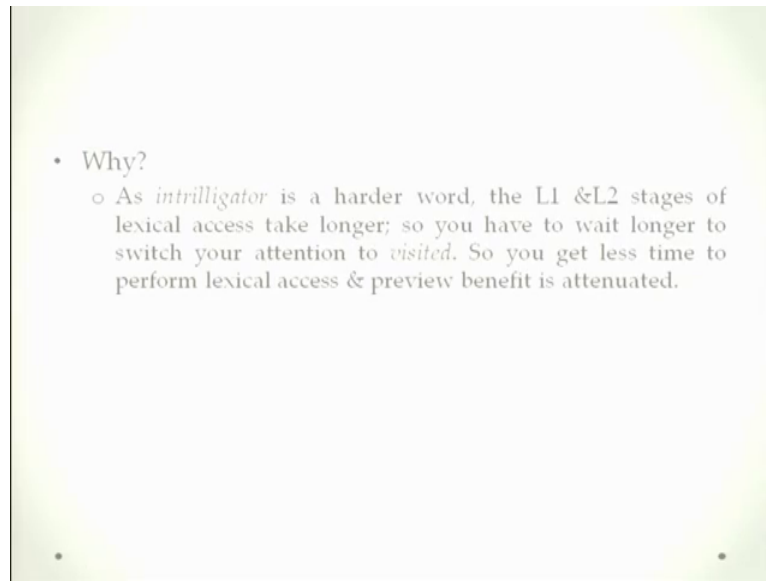 • Why?
o As intrilligator is a harder word, the L1 &L2 stages of
lexical access take longer; so you have to wait longer to
switch your attention to visited. So you get less time to
perform lexical access & preview benefit is attenuated.